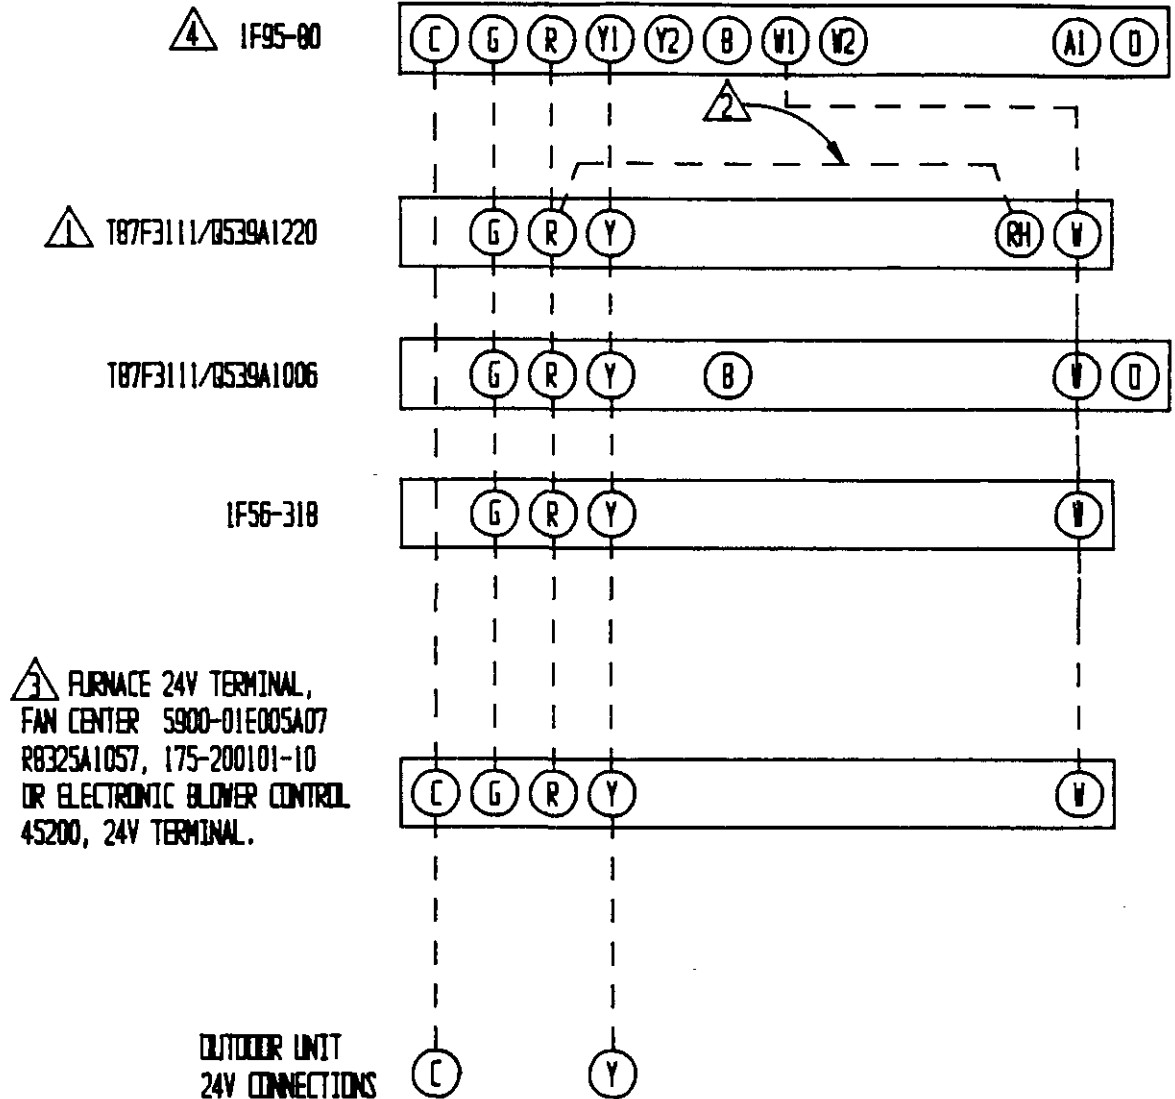 4 1F95-80 C G R Y1 Y2 B W1 W2 A1 O
2
1 T87F3111/Q539A1220 G R Y RH W
T87F3111/Q539A1006 G R Y B W O
1F56-318 G R Y W
3 FURNACE 24V TERMINAL,
FAN CENTER 5900-01E005A07
R8325A1057, 175-200101-10
OR ELECTRONIC BLOWER CONTROL
45200, 24V TERMINAL.
C G R Y W
OUTDOOR UNIT
24V CONNECTIONS
C Y